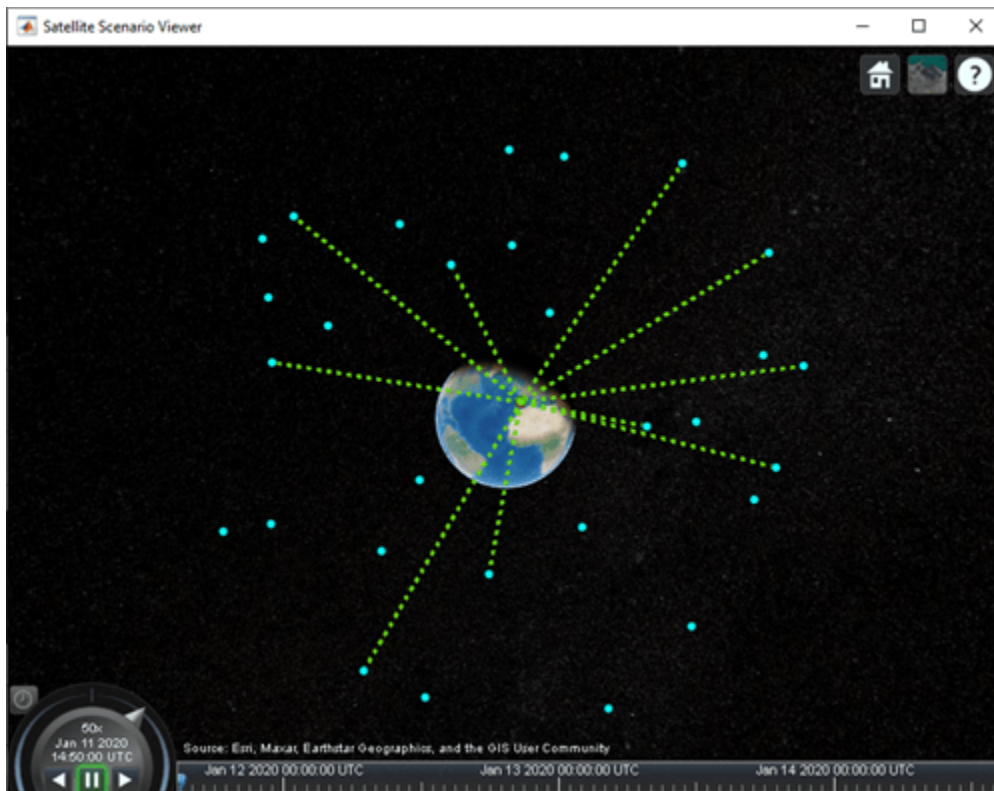 Satellite Scenario Viewer
?
60x
Jan 11 2020
14:50:00 UTC
Source: Esri, Maxar, Earthstar Geographics, and the GIS User Community
Jan 12 2020 00:00:00 UTC
Jan 13 2020 00:00:00 UTC
Jan 14 2020 00:00:00 UTC